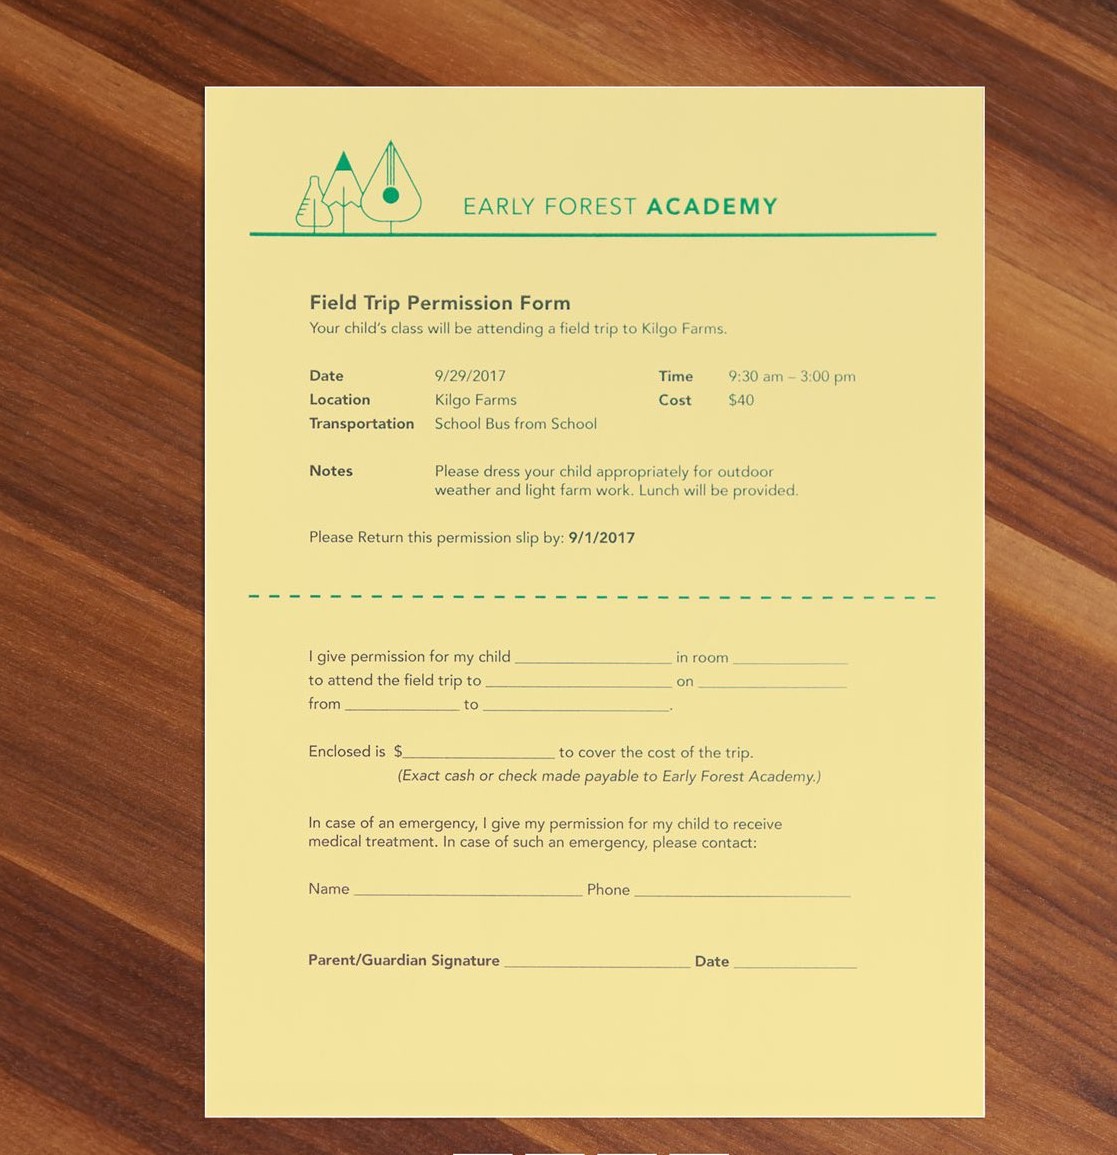 EARLY FOREST ACADEMY
Field Trip Permission Form
Your child's class will be attending a field trip to Kilgo Farms.
Date 9/29/2017 Time 9:30 am – 3:00 pm
Location Kilgo Farms Cost $40
Transportation School Bus from School
Notes Please dress your child appropriately for outdoor
weather and light farm work. Lunch will be provided.
Please Return this permission slip by: 9/1/2017
I give permission for my child ____________________ in room ______________
to attend the field trip to ________________________ on ___________________
from ______________ to ________________________.
Enclosed is $____________________ to cover the cost of the trip.
(Exact cash or check made payable to Early Forest Academy.)
In case of an emergency, I give my permission for my child to receive
medical treatment. In case of such an emergency, please contact:
Name _____________________________ Phone ____________________________
Parent/Guardian Signature ________________________ Date ________________